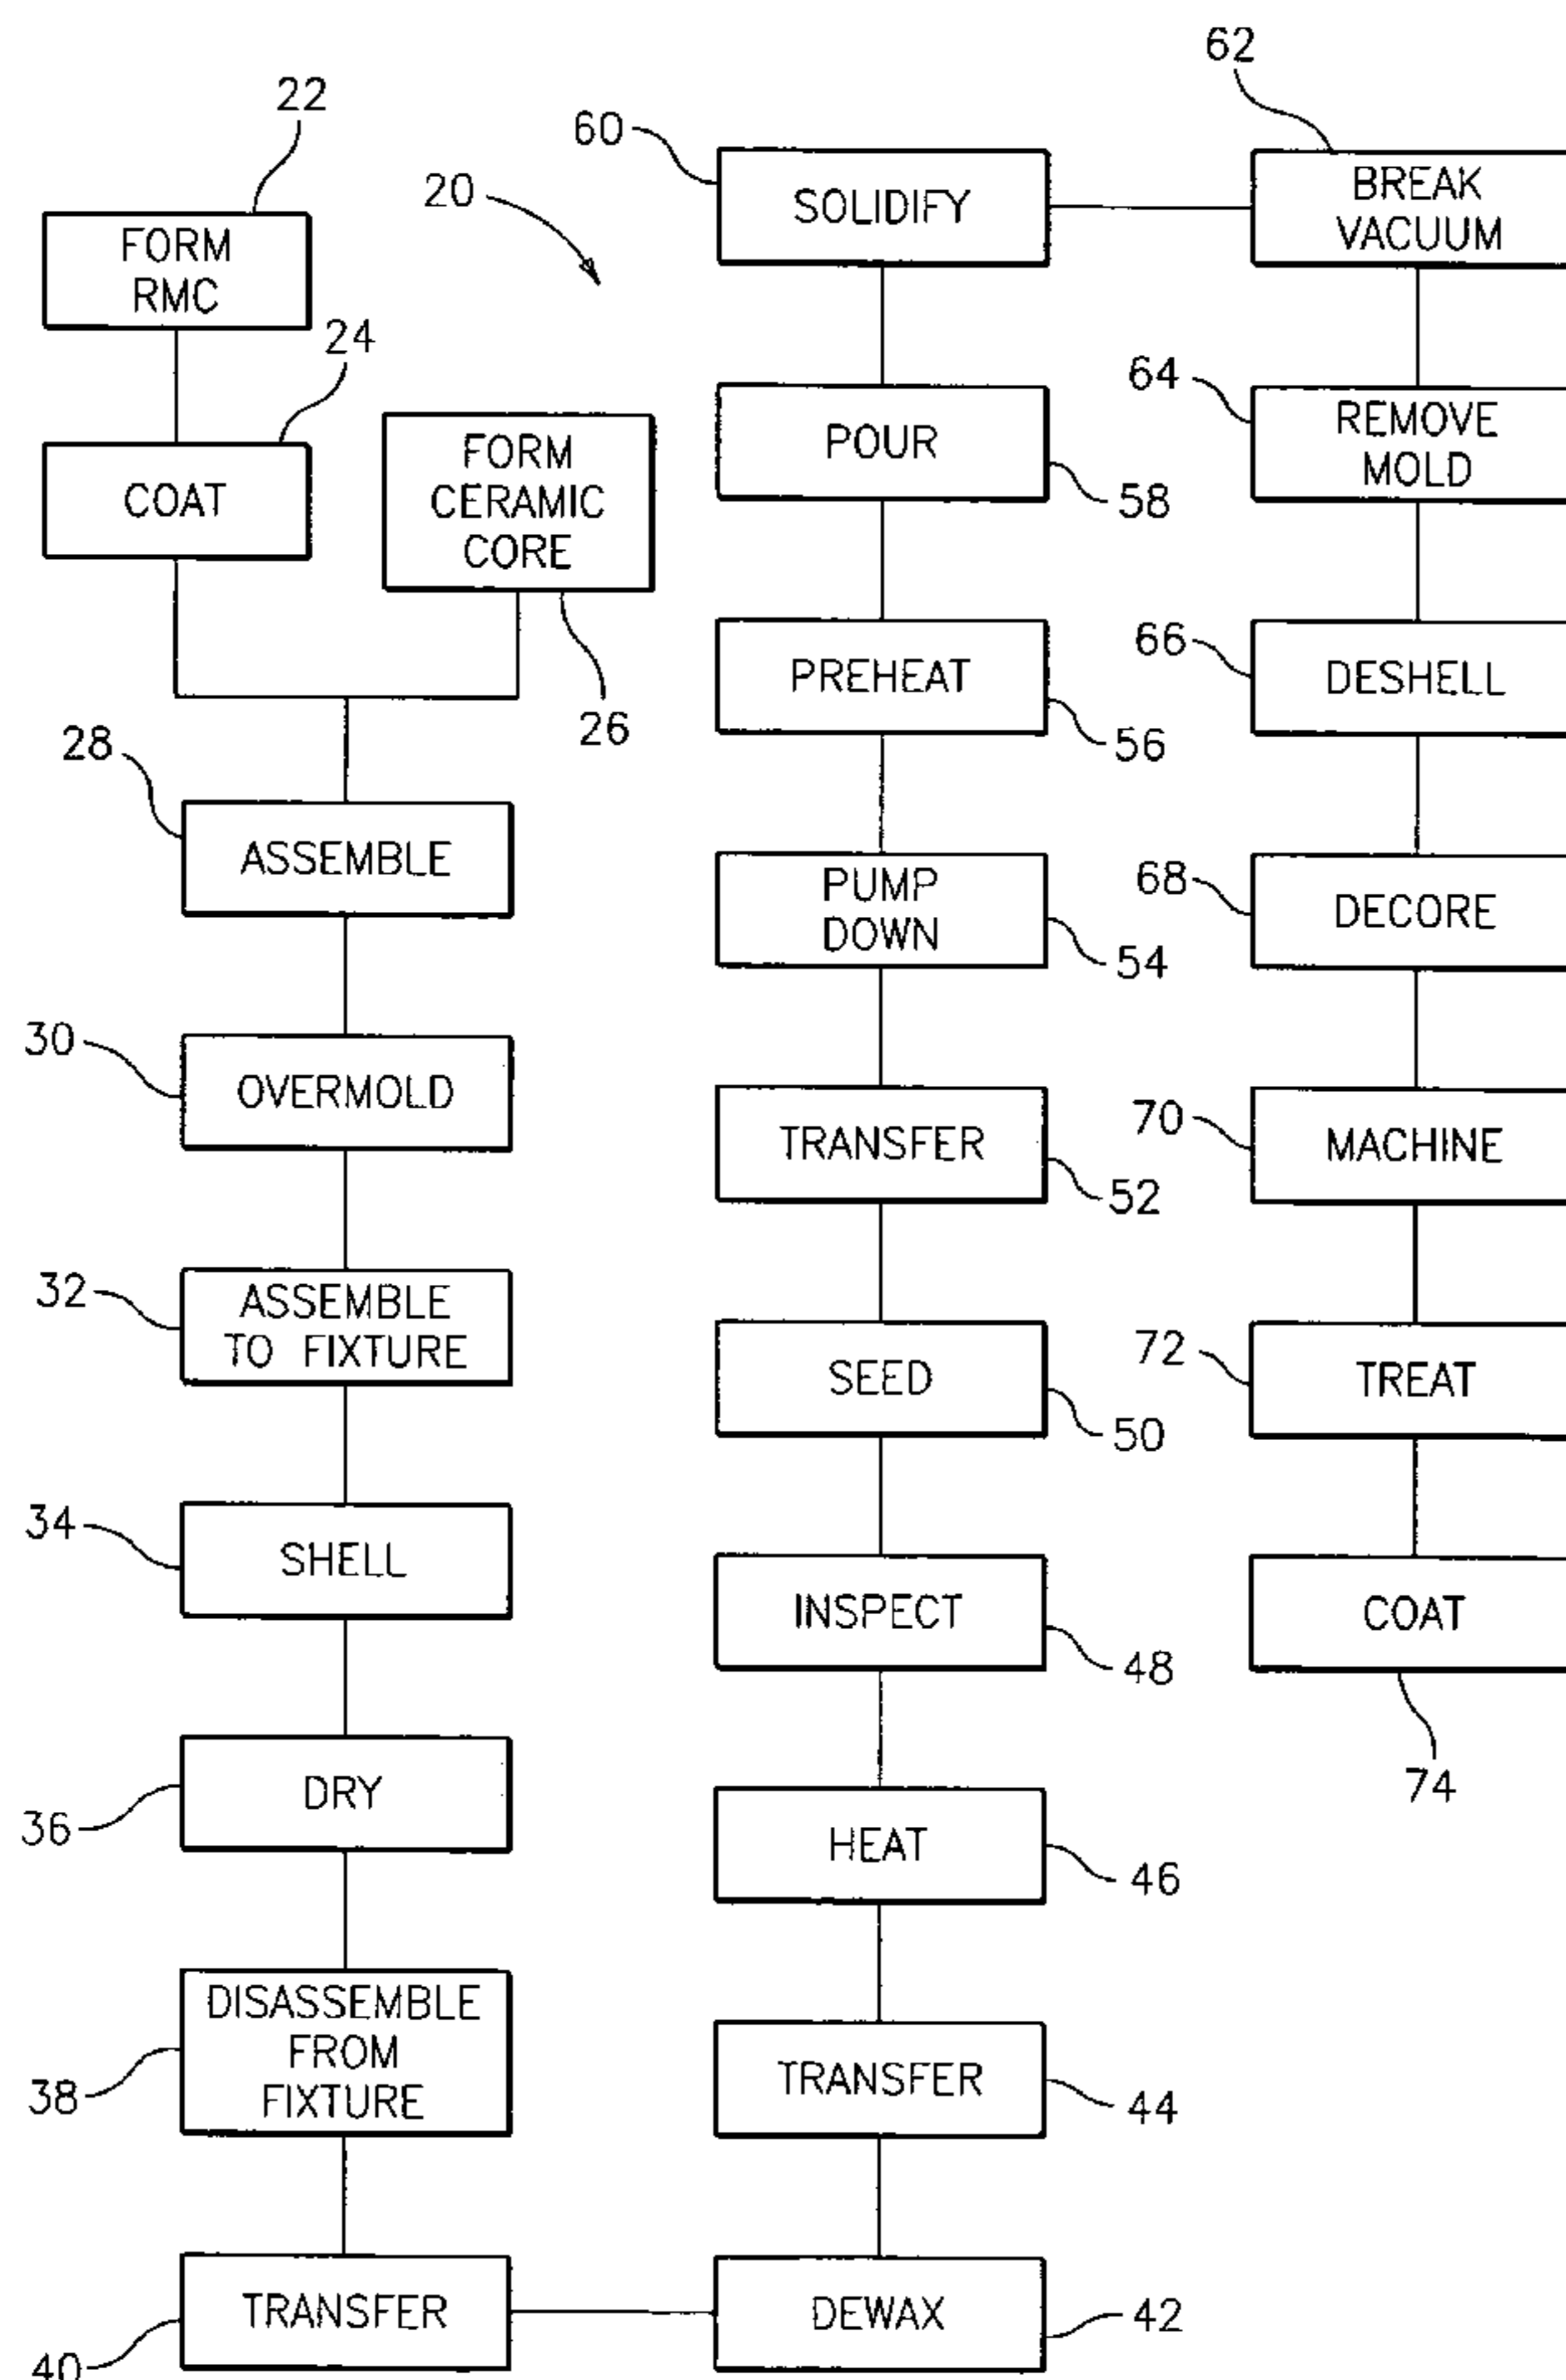 22
FORM
RMC
24
COAT
20
FORM
CERAMIC
CORE
26
28
ASSEMBLE
30
OVERMOLD
32
ASSEMBLE
TO FIXTURE
34
SHELL
36
DRY
38
DISASSEMBLE
FROM
FIXTURE
40
TRANSFER
DEWAX
42
TRANSFER
44
HEAT
46
INSPECT
48
SEED
50
TRANSFER
52
PUMP
DOWN
54
PREHEAT
56
POUR
58
60
SOLIDIFY
62
BREAK
VACUUM
64
REMOVE
MOLD
66
DESHELL
68
DECORE
70
MACHINE
72
TREAT
COAT
74